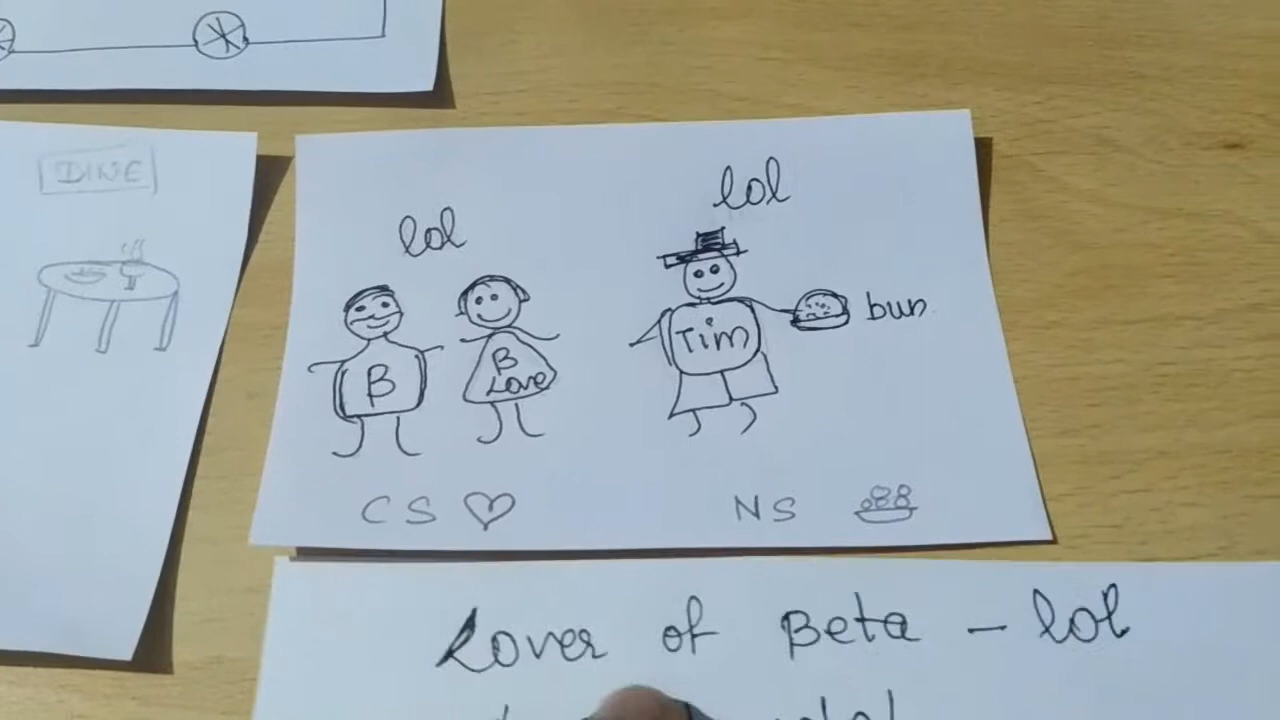 DINE
lol
lol
B
B
Love
Tim
bun
CS
NS
Lover of Beta - lol